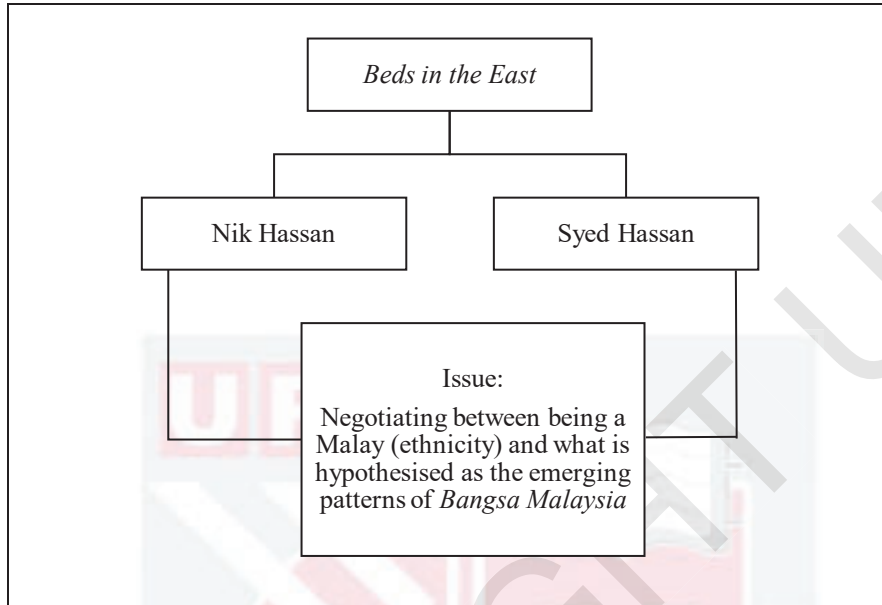 Beds in the East
Nik Hassan
Syed Hassan
Issue:
Negotiating between being a
Malay (ethnicity) and what is
hypothesised as the emerging
patterns of Bangsa Malaysia